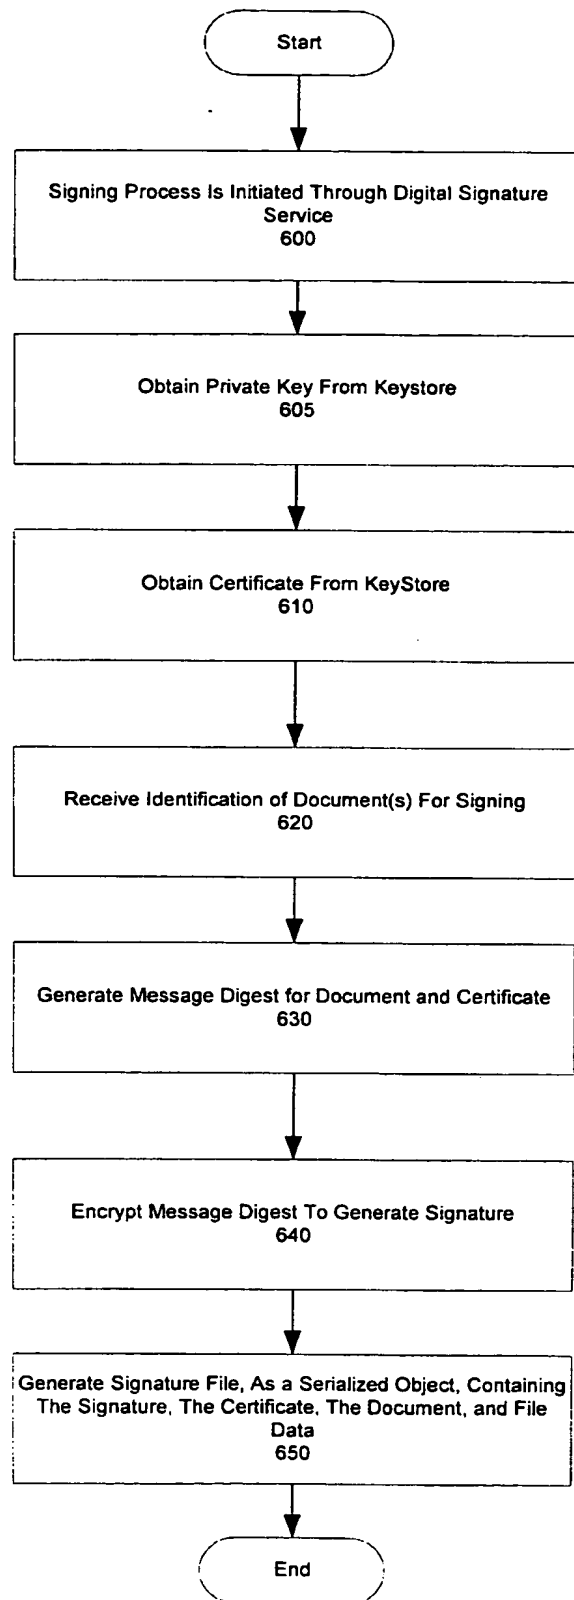 Start
Signing Process Is Initiated Through Digital Signature
Service
600
Obtain Private Key From Keystore
605
Obtain Certificate From KeyStore
610
Receive Identification of Document(s) For Signing
620
Generate Message Digest for Document and Certificate
630
Encrypt Message Digest To Generate Signature
640
Generate Signature File, As a Serialized Object, Containing
The Signature, The Certificate, The Document, and File
Data
650
End